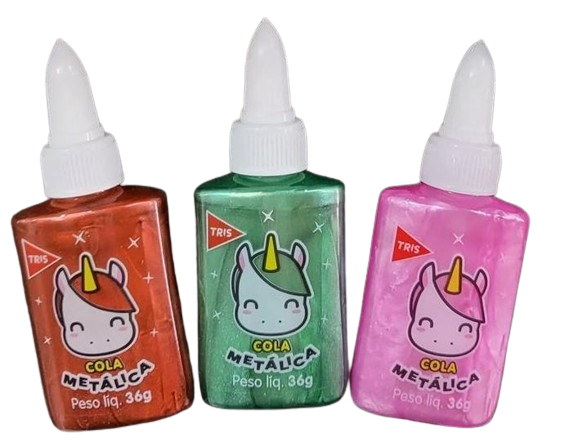 TRIS
COLA
METÁLICA
Peso líq. 36g
TRIS
COLA
METÁLICA
Peso líq. 36g
TRIS
COLA
METÁLICA
Peso líq. 36g